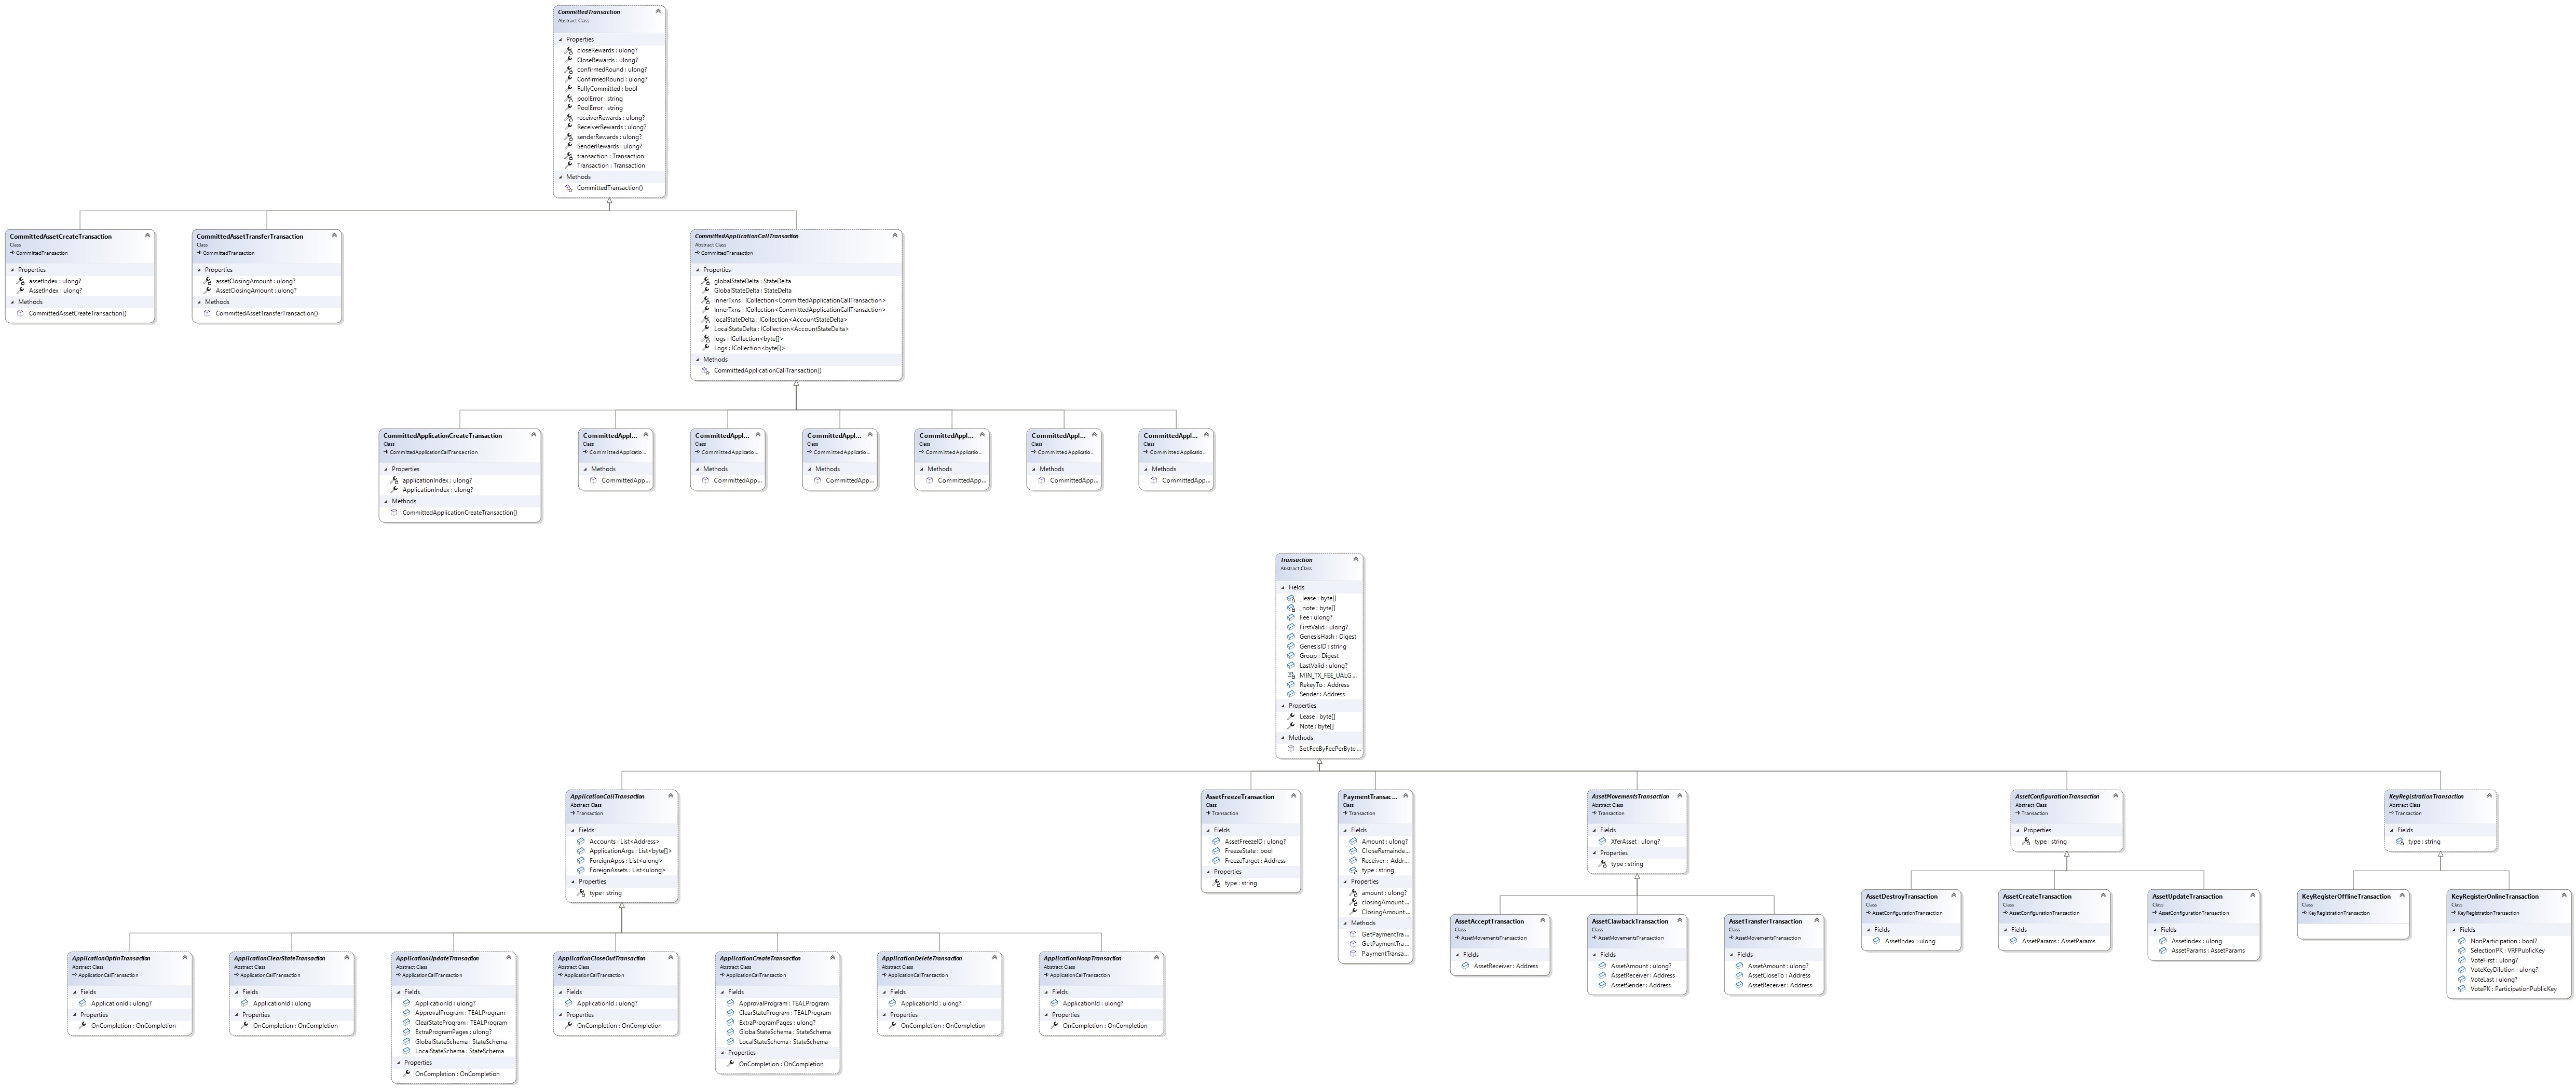 CommittedTransaction
Abstract Class
Properties
closeRewards : ulong?
CloseRewards : ulong?
confirmedRound : ulong?
ConfirmedRound : ulong?
FullyCommitted : bool
poolError : string
PoolError : string
receiverRewards : ulong?
ReceiverRewards : ulong?
senderRewards : ulong?
SenderRewards : ulong?
transaction : Transaction
Transaction : Transaction
Methods
CommittedTransaction()
CommittedAssetCreateTransaction
Class
CommittedTransaction
Properties
assetIndex : ulong?
AssetIndex : ulong?
Methods
CommittedAssetCreateTransaction()
CommittedAssetTransferTransaction
Class
CommittedTransaction
Properties
assetClosingAmount : ulong?
AssetClosingAmount : ulong?
Methods
CommittedAssetTransferTransaction()
CommittedApplicationCallTransaction
Abstract Class
CommittedTransaction
Properties
globalStateDelta : StateDelta
GlobalStateDelta : StateDelta
innerTxns : ICollection<CommittedApplicationCallTransaction>
InnerTxns : ICollection<CommittedApplicationCallTransaction>
localStateDelta : ICollection<AccountStateDelta>
LocalStateDelta : ICollection<AccountStateDelta>
logs : ICollection<byte[]>
Logs : ICollection<byte[]>
Methods
CommittedApplicationCallTransaction()
CommittedApplicationCreateTransaction
Class
CommittedApplicationCallTransaction
Properties
applicationIndex : ulong?
ApplicationIndex : ulong?
Methods
CommittedApplicationCreateTransaction()
CommittedAppl...
Class
CommittedApplicatio...
Methods
CommittedApp...
CommittedAppl...
Class
CommittedApplicatio...
Methods
CommittedApp...
CommittedAppl...
Class
CommittedApplicatio...
Methods
CommittedApp...
CommittedAppl...
Class
CommittedApplicatio...
Methods
CommittedApp...
CommittedAppl...
Class
CommittedApplicatio...
Methods
CommittedApp...
CommittedAppl...
Class
CommittedApplicatio...
Methods
CommittedApp...
Transaction
Abstract Class
Fields
_lease : byte[]
_note : byte[]
Fee : ulong?
FirstValid : ulong?
GenesisHash : Digest
GenesisID : string
Group : Digest
LastValid : ulong?
MIN_TX_FEE_UALG...
RekeyTo : Address
Sender : Address
Properties
Lease : byte[]
Note : byte[]
Methods
SetFeeByFeePerByte...
ApplicationCallTransaction
Abstract Class
Transaction
Fields
Accounts : List<Address>
ApplicationArgs : List<byte[]>
ForeignApps : List<ulong>
ForeignAssets : List<ulong>
Properties
type : string
AssetFreezeTransaction
Class
Transaction
Fields
AssetFreezeID : ulong?
FreezeState : bool
FreezeTarget : Address
Properties
type : string
PaymentTransac...
Class
Transaction
Fields
Amount : ulong?
CloseRemainde...
Receiver : Addr...
type : string
Properties
amount : ulong?
closingAmount...
ClosingAmount...
Methods
GetPaymentTra...
GetPaymentTra...
PaymentTransa...
AssetMovementsTransaction
Abstract Class
Transaction
Fields
XferAsset : ulong?
Properties
type : string
AssetConfigurationTransaction
Abstract Class
Transaction
Properties
type : string
KeyRegistrationTransaction
Abstract Class
Transaction
Fields
type : string
AssetAcceptTransaction
Class
AssetMovementsTransaction
Fields
AssetReceiver : Address
AssetClawbackTransaction
Class
AssetMovementsTransaction
Fields
AssetAmount : ulong?
AssetReceiver : Address
AssetSender : Address
AssetTransferTransaction
Class
AssetMovementsTransaction
Fields
AssetAmount : ulong?
AssetCloseTo : Address
AssetReceiver : Address
AssetDestroyTransaction
Class
AssetConfigurationTransaction
Fields
AssetIndex : ulong
AssetCreateTransaction
Class
AssetConfigurationTransaction
Fields
AssetParams : AssetParams
AssetUpdateTransaction
Class
AssetConfigurationTransaction
Fields
AssetIndex : ulong
AssetParams : AssetParams
KeyRegisterOfflineTransaction
Class
KeyRegistrationTransaction
KeyRegisterOnlineTransaction
Class
KeyRegistrationTransaction
Fields
NonParticipation : bool?
SelectionPK : VRFPublicKey
VoteFirst : ulong?
VoteKeyDilution : ulong?
VoteLast : ulong?
VotePK : ParticipationPublicKey
ApplicationOptInTransaction
Abstract Class
ApplicationCallTransaction
Fields
ApplicationId : ulong?
Properties
OnCompletion : OnCompletion
ApplicationClearStateTransaction
Abstract Class
ApplicationCallTransaction
Fields
ApplicationId : ulong
Properties
OnCompletion : OnCompletion
ApplicationUpdateTransaction
Abstract Class
ApplicationCallTransaction
Fields
ApplicationId : ulong?
ApprovalProgram : TEALProgram
ClearStateProgram : TEALProgram
ExtraProgramPages : ulong?
GlobalStateSchema : StateSchema
LocalStateSchema : StateSchema
Properties
OnCompletion : OnCompletion
ApplicationCloseOutTransaction
Abstract Class
ApplicationCallTransaction
Fields
ApplicationId : ulong?
Properties
OnCompletion : OnCompletion
ApplicationCreateTransaction
Abstract Class
ApplicationCallTransaction
Fields
ApprovalProgram : TEALProgram
ClearStateProgram : TEALProgram
ExtraProgramPages : ulong?
GlobalStateSchema : StateSchema
LocalStateSchema : StateSchema
Properties
OnCompletion : OnCompletion
ApplicationDeleteTransaction
Abstract Class
ApplicationCallTransaction
Fields
ApplicationId : ulong?
Properties
OnCompletion : OnCompletion
ApplicationNoopTransaction
Abstract Class
ApplicationCallTransaction
Fields
ApplicationId : ulong?
Properties
OnCompletion : OnCompletion